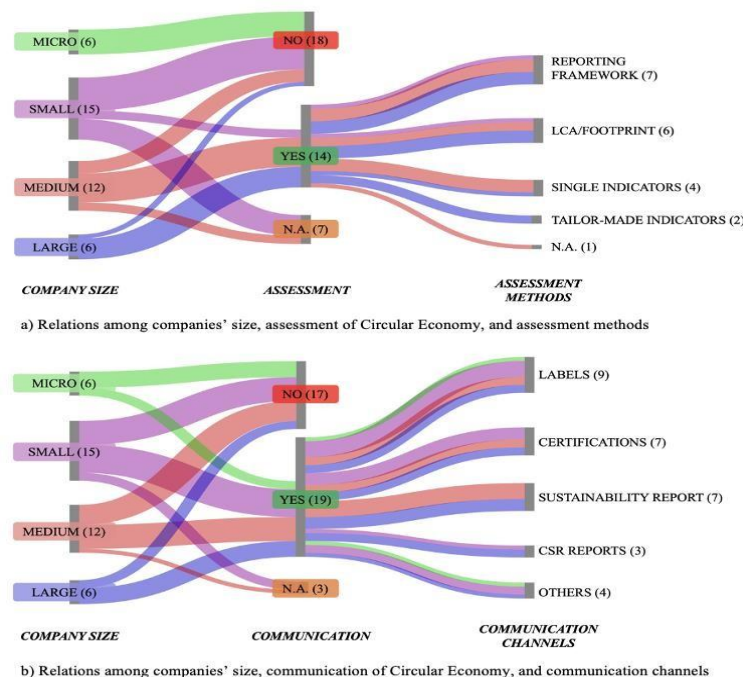 MICRO (6)
SMALL (15)
MEDIUM (12)
LARGE (6)
COMPANY SIZE
NO (18)
YES (14)
N.A. (7)
ASSESSMENT
REPORTING
FRAMEWORK (7)
LCA/FOOTPRINT (6)
SINGLE INDICATORS (4)
TAILOR-MADE INDICATORS (2)
N.A. (1)
ASSESSMENT
METHODS
a) Relations among companies' size, assessment of Circular Economy, and assessment methods
MICRO (6)
SMALL (15)
MEDIUM (12)
LARGE (6)
COMPANY SIZE
NO (17)
YES (19)
N.A. (3)
COMMUNICATION
LABELS (9)
CERTIFICATIONS (7)
SUSTAINABILITY REPORT (7)
CSR REPORTS (3)
OTHERS (4)
COMMUNICATION
CHANNELS
b) Relations among companies' size, communication of Circular Economy, and communication channels